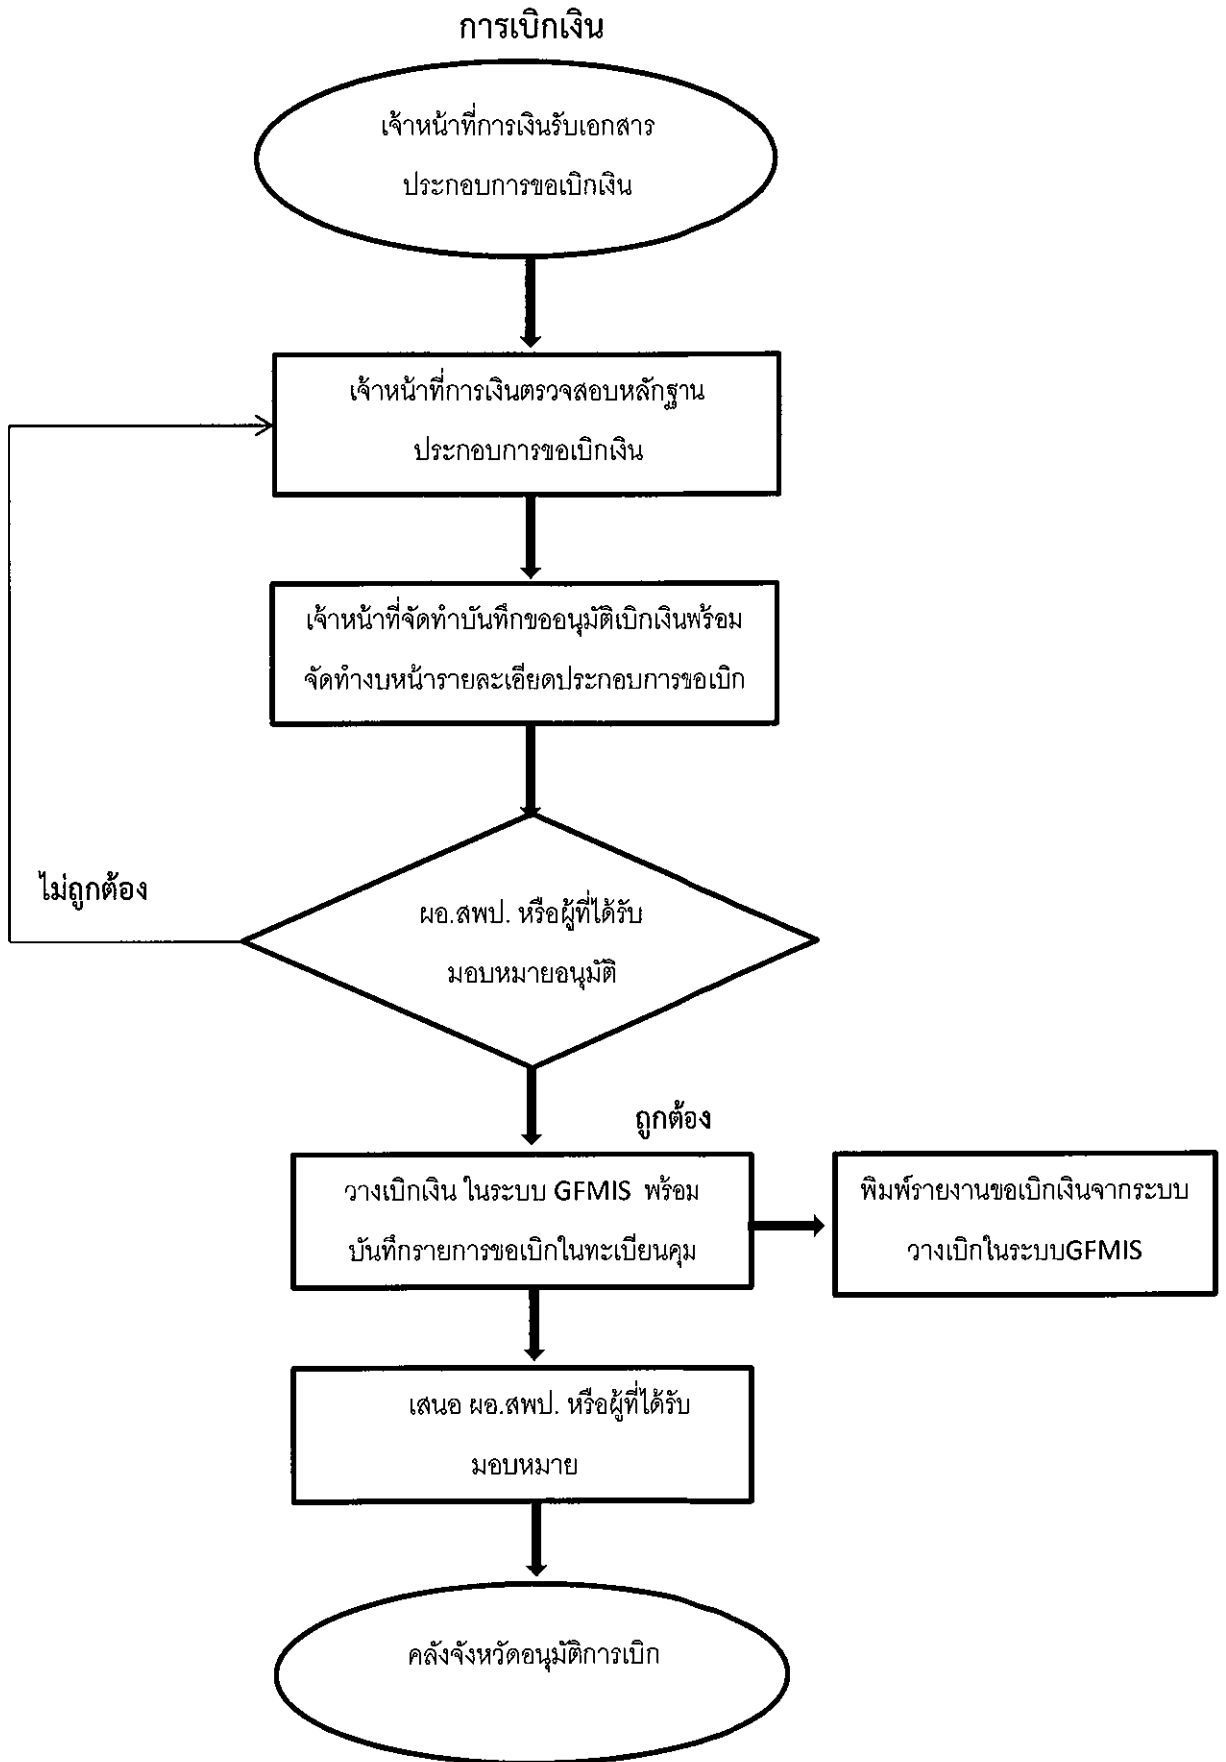 การเบิกเงิน
เจ้าหน้าที่การเงินรับเอกสาร
ประกอบการขอเบิกเงิน
เจ้าหน้าที่การเงินตรวจสอบหลักฐาน
ประกอบการขอเบิกเงิน
เจ้าหน้าที่จัดทำบันทึกขออนุมัติเบิกเงินพร้อม
จัดทำงบหน้ารายละเอียดประกอบการขอเบิก
ไม่ถูกต้อง
ผอ.สพป. หรือผู้ที่ได้รับ
มอบหมายอนุมัติ
ถูกต้อง
วางเบิกเงิน ในระบบ GFMIS พร้อม
บันทึกรายการขอเบิกในทะเบียนคุม
พิมพ์รายงานขอเบิกเงินจากระบบ
วางเบิกในระบบGFMIS
เสนอ ผอ.สพป. หรือผู้ที่ได้รับ
มอบหมาย
คลังจังหวัดอนุมัติการเบิก